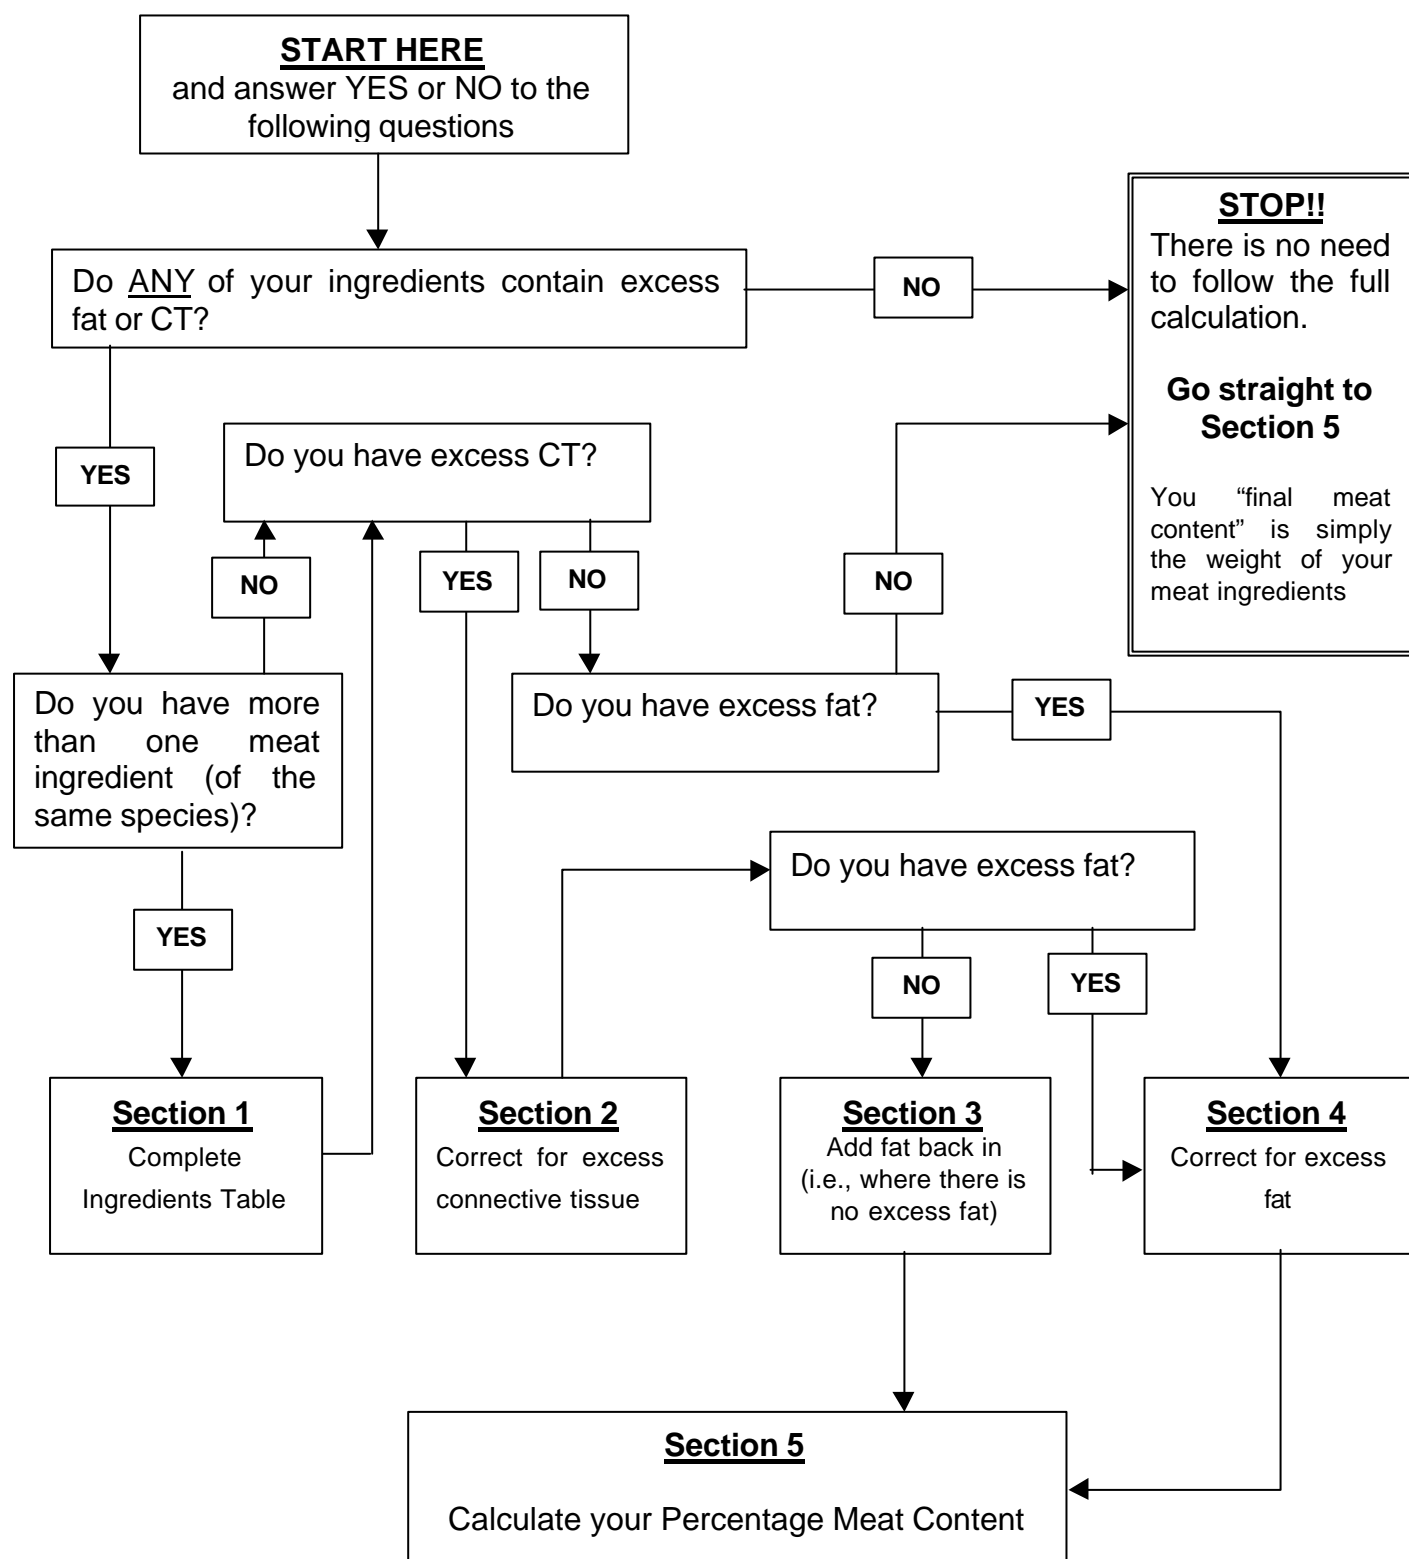 START HERE
and answer YES or NO to the
following questions
STOP!!
There is no need
to follow the full
calculation.
Go straight to
Section 5
You “final meat
content” is simply
the weight of your
meat ingredients
Do ANY of your ingredients contain excess
fat or CT?
NO
YES
Do you have excess CT?
NO
YES
NO
NO
Do you have more
than one meat
ingredient (of the
same species)?
Do you have excess fat?
YES
Do you have excess fat?
YES
NO
YES
Section 1
Complete
Ingredients Table
Section 2
Correct for excess
connective tissue
Section 3
Add fat back in
(i.e., where there is
no excess fat)
Section 4
Correct for excess
fat
Section 5
Calculate your Percentage Meat Content